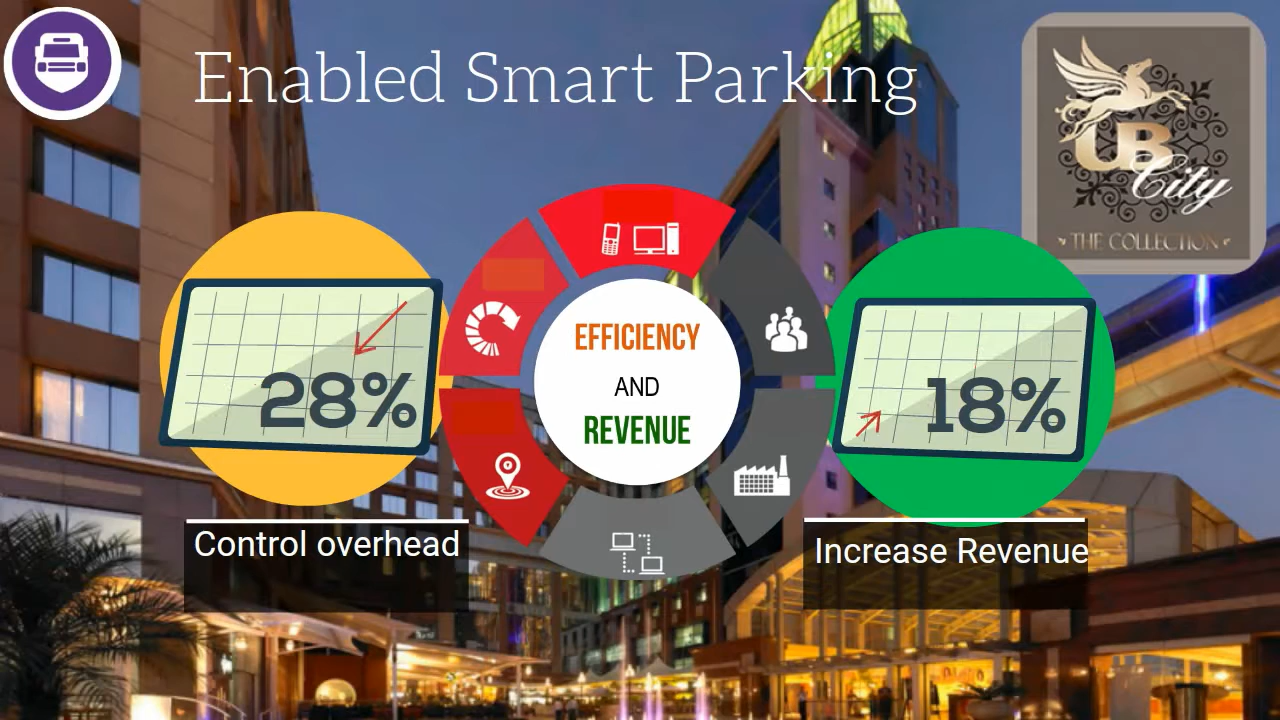 Enabled Smart Parking
UB
City
THE COLLECTION
EFFICIENCY
AND
REVENUE
28%
18%
Control overhead
Increase Revenue